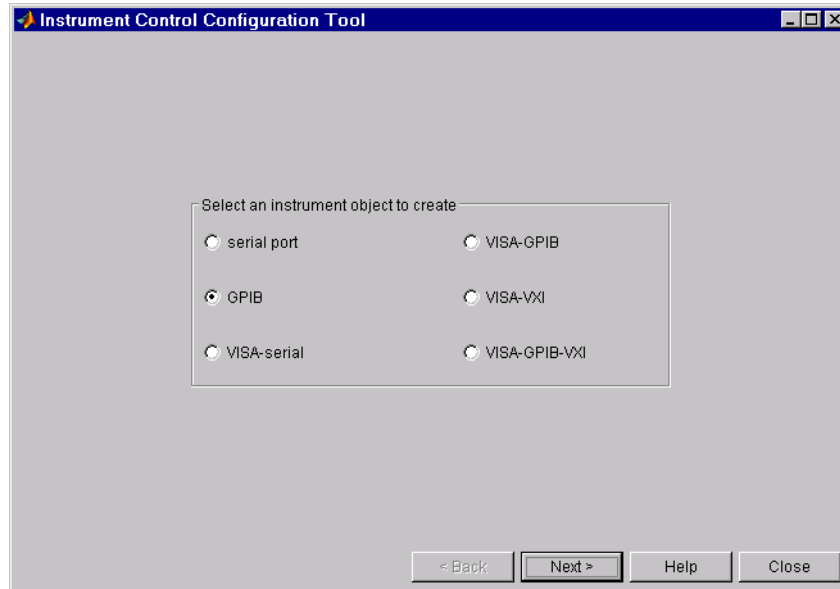 Instrument Control Configuration Tool
Select an instrument object to create
serial port
VISA-GPIB
GPIB
VISA-VXI
VISA-serial
VISA-GPIB-VXI
< Back
Next >
Help
Close